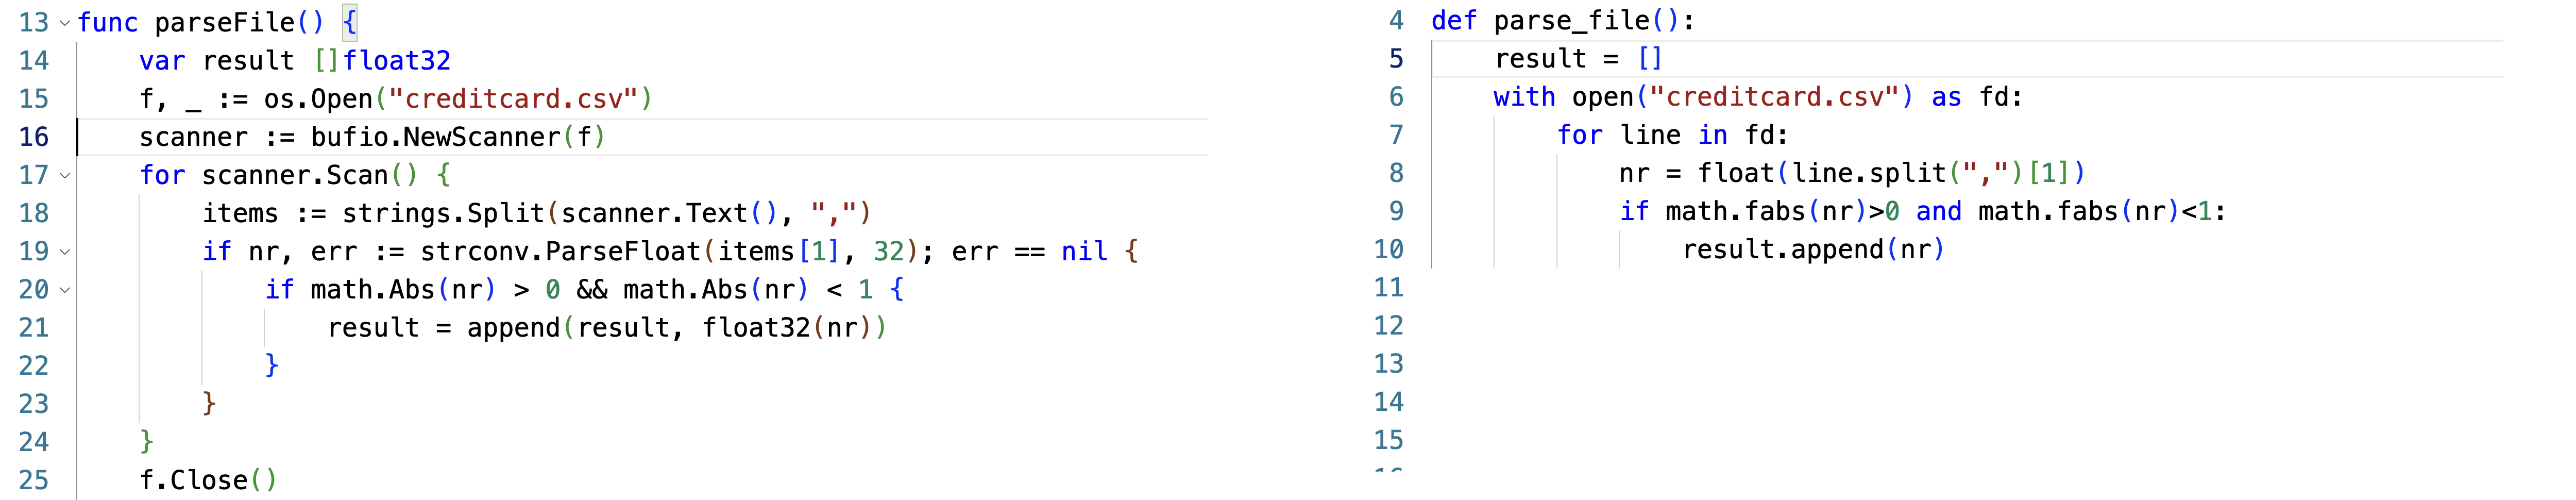 13 func parseFile() {
14 var result []float32
15 f, _ := os.Open("creditcard.csv")
16 scanner := bufio.NewScanner(f)
17 for scanner.Scan() {
18 items := strings.Split(scanner.Text(), ",")
19 if nr, err := strconv.ParseFloat(items[1], 32); err == nil {
20 if math.Abs(nr) > 0 && math.Abs(nr) < 1 {
21 result = append(result, float32(nr))
22 }
23 }
24 }
25 f.Close()
4 def parse_file():
5 result = []
6 with open("creditcard.csv") as fd:
7 for line in fd:
8 nr = float(line.split(",")[1])
9 if math.fabs(nr)>0 and math.fabs(nr)<1:
10 result.append(nr)
11
12
13
14
15